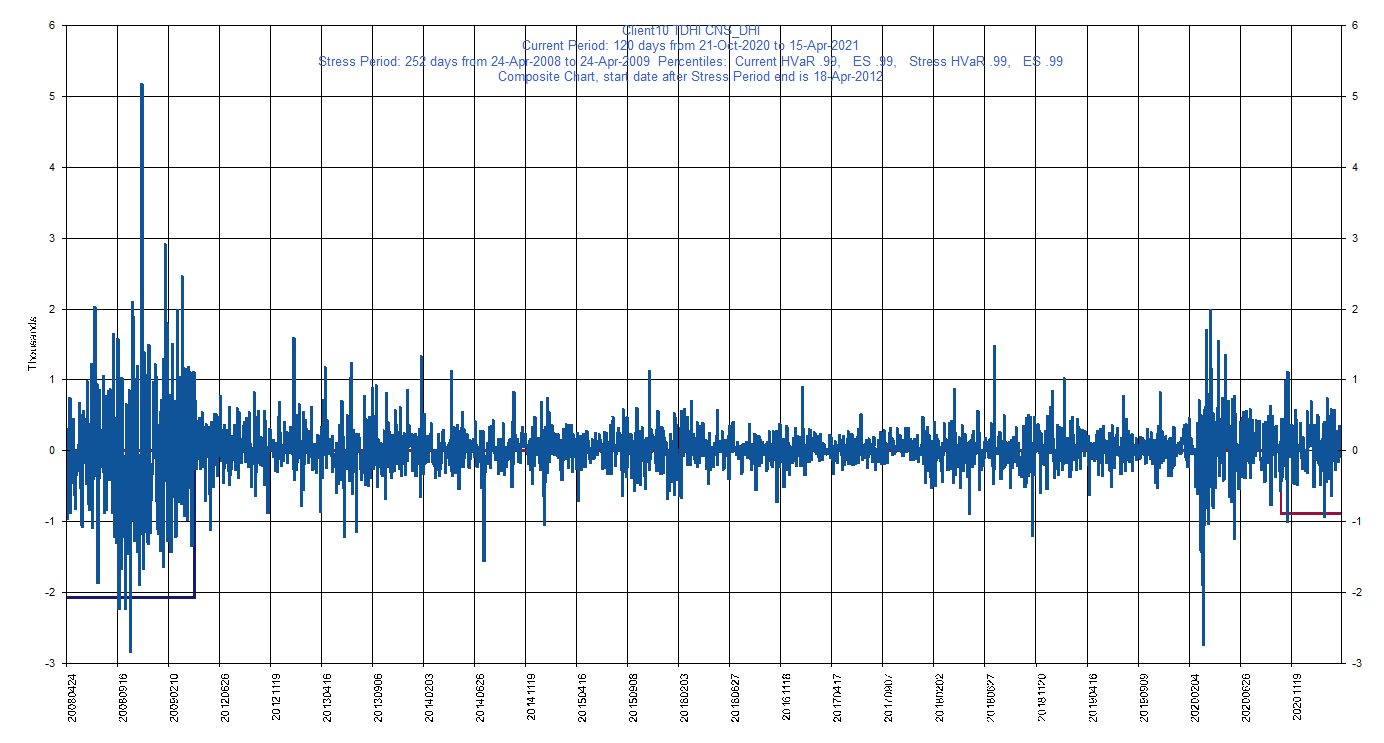 Client10 TDHI CNS_DHI
Current Period: 120 days from 21-Oct-2020 to 15-Apr-2021
Stress Period: 252 days from 24-Apr-2008 to 24-Apr-2009 Percentiles: Current HVaR .99, ES .99, Stress HVaR .99, ES .99
Composite Chart, start date after Stress Period end is 18-Apr-2012
6 6
5 5
4 4
3 3
2 2
Thousands
1 1
0 0
-1 -1
-2 -2
-3 -3
20080424 20080916 20090210 20120626 20121119 20130416 20130906 20140203 20140626 20141119 20150416 20150908 20160203 20160627 20161118 20170417 20170907 20180202 20180627 20181120 20190416 20190909 20200204 20200626 20201119